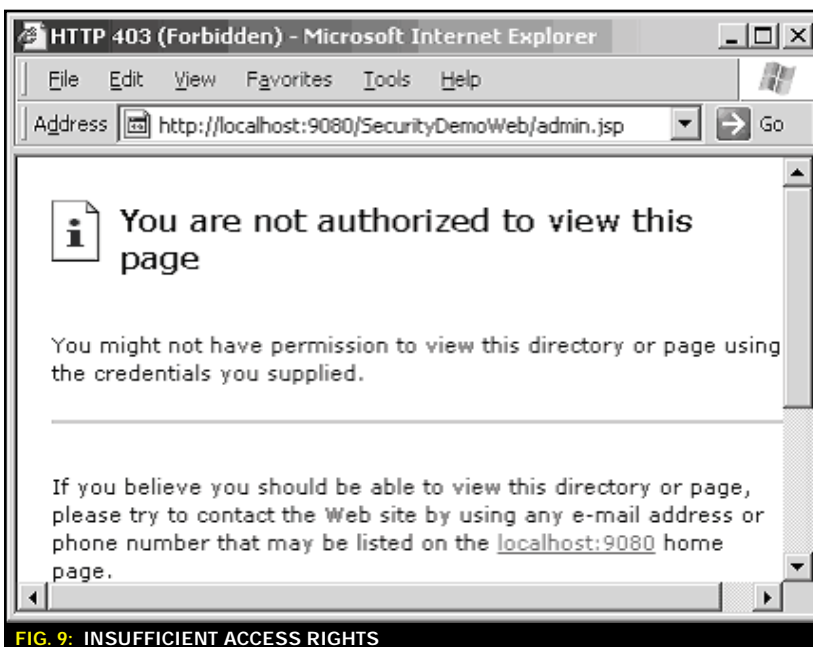 HTTP 403 (Forbidden) - Microsoft Internet Explorer
File Edit View Favorites Tools Help
Address http://localhost:9080/SecurityDemoWeb/admin.jsp Go
You are not authorized to view this
page
You might not have permission to view this directory or page using
the credentials you supplied.
If you believe you should be able to view this directory or page,
please try to contact the Web site by using any e-mail address or
phone number that may be listed on the localhost:9080 home
page.
FIG. 9: INSUFFICIENT ACCESS RIGHTS